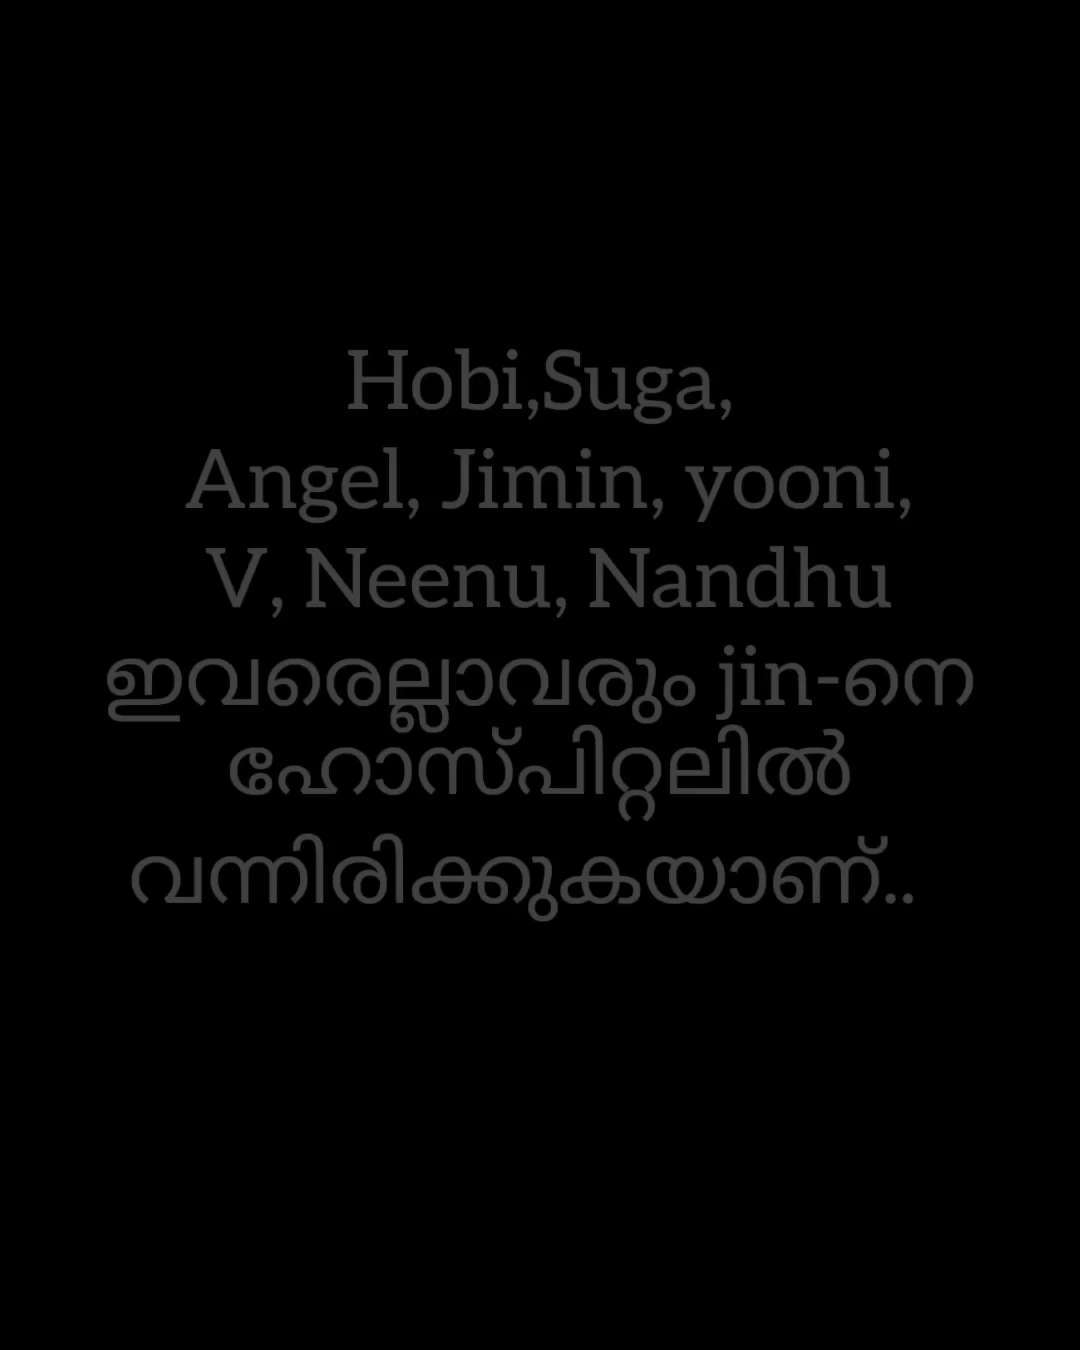 Hobi,Suga,
Angel, Jimin, yooni,
V, Neenu, Nandhu
ഇവരെല്ലാവരും jin-നെ
ഹോസ്പിറ്റലിൽ
വന്നിരിക്കുകയാണ്..